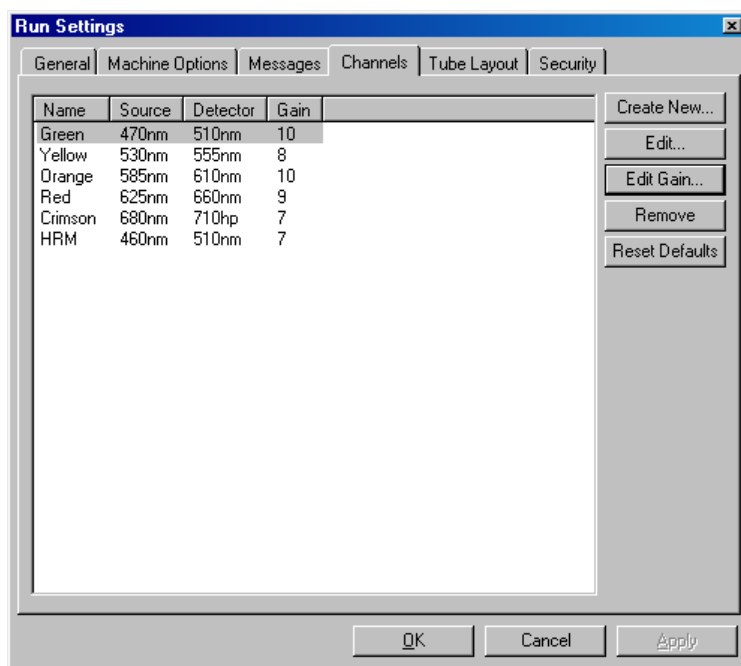 Run Settings
General Machine Options Messages Channels Tube Layout Security
Name Source Detector Gain
Green 470nm 510nm 10
Yellow 530nm 555nm 8
Orange 585nm 610nm 10
Red 625nm 660nm 9
Crimson 680nm 710hp 7
HRM 460nm 510nm 7
Create New...
Edit...
Edit Gain...
Remove
Reset Defaults
OK Cancel Apply